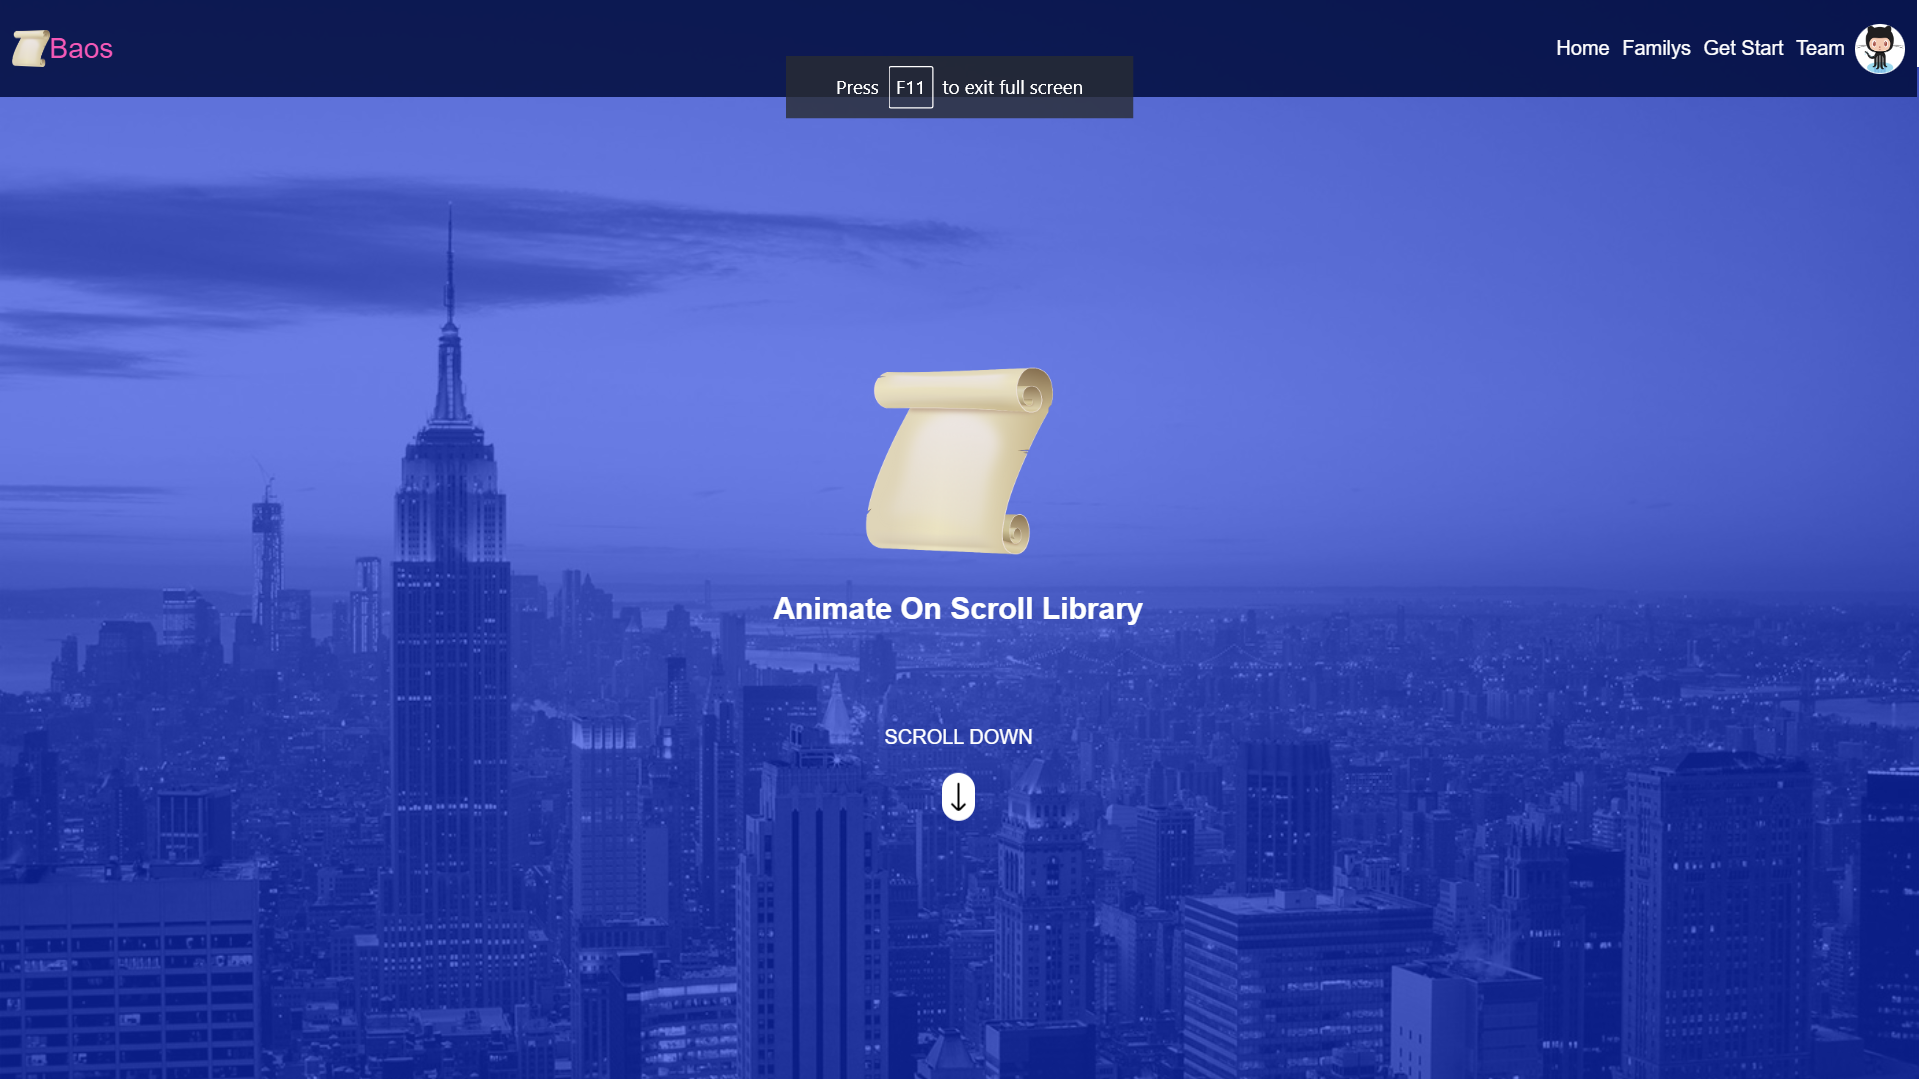 Baos
Home Familys Get Start Team
Press F11 to exit full screen
Animate On Scroll Library
SCROLL DOWN